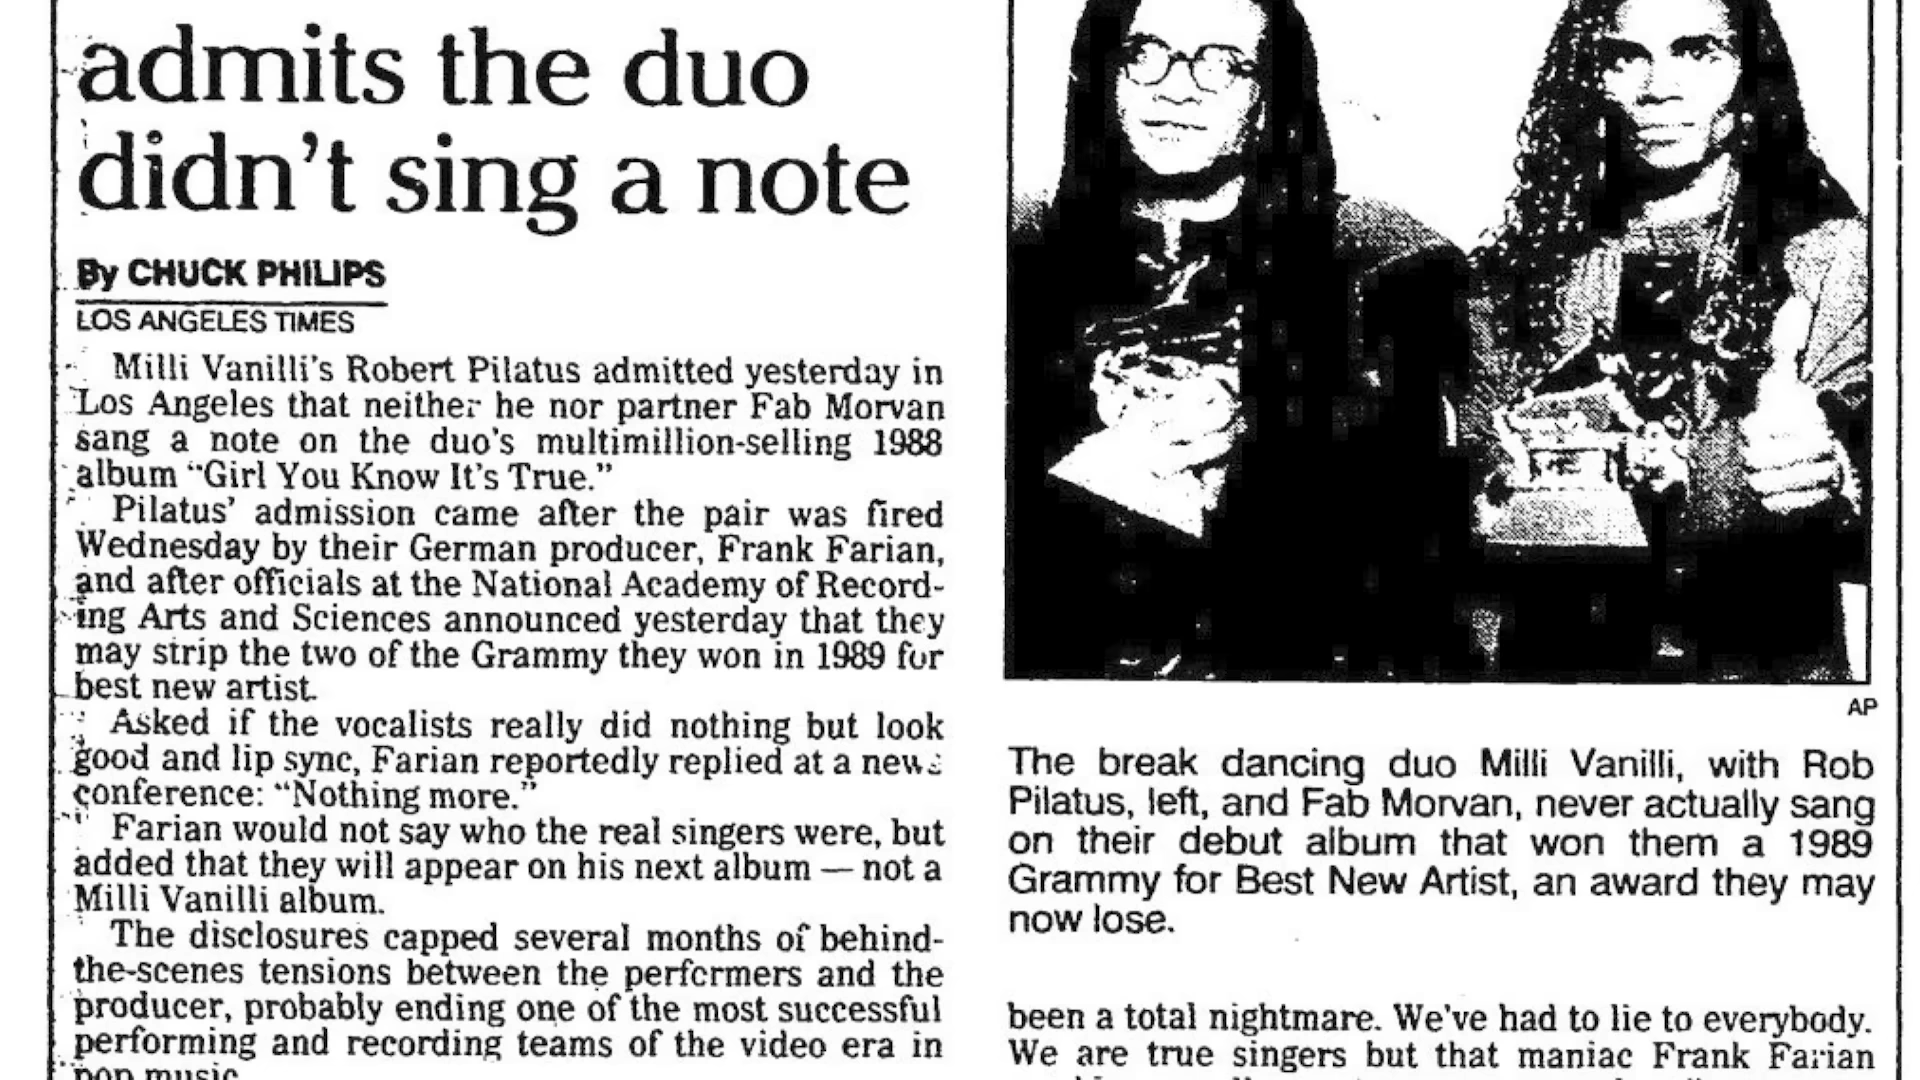 admits the duo
didn't sing a note
By CHUCK PHILIPS
LOS ANGELES TIMES
Milli Vanilli's Robert Pilatus admitted yesterday in
Los Angeles that neither he nor partner Fab Morvan
sang a note on the duo's multimillion-selling 1988
album “Girl You Know It's True.”
Pilatus' admission came after the pair was fired
Wednesday by their German producer, Frank Farian,
and after officials at the National Academy of Record-
ing Arts and Sciences announced yesterday that they
may strip the two of the Grammy they won in 1989 for
best new artist.
Asked if the vocalists really did nothing but look
good and lip sync, Farian reportedly replied at a news
conference: “Nothing more.”
Farian would not say who the real singers were, but
added that they will appear on his next album — not a
Milli Vanilli album.
The disclosures capped several months of behind-
the-scenes tensions between the performers and the
producer, probably ending one of the most successful
performing and recording teams of the video era in
pop music.
AP
The break dancing duo Milli Vanilli, with Rob
Pilatus, left, and Fab Morvan, never actually sang
on their debut album that won them a 1989
Grammy for Best New Artist, an award they may
now lose.
been a total nightmare. We've had to lie to everybody.
We are true singers but that maniac Frank Farian